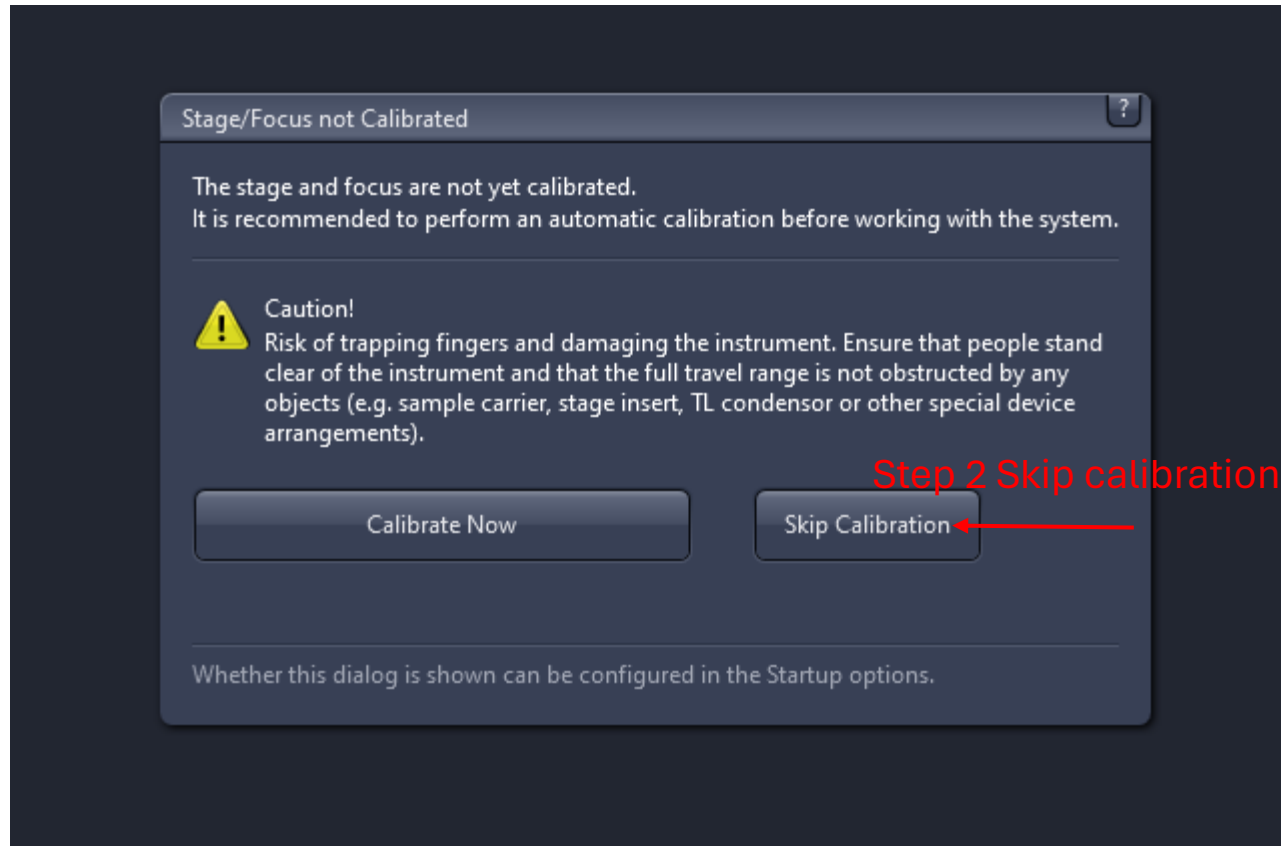 Stage/Focus not Calibrated
?
The stage and focus are not yet calibrated.
It is recommended to perform an automatic calibration before working with the system.
Caution!
Risk of trapping fingers and damaging the instrument. Ensure that people stand
clear of the instrument and that the full travel range is not obstructed by any
objects (e.g. sample carrier, stage insert, TL condensor or other special device
arrangements).
Step 2 Skip calibration
Calibrate Now
Skip Calibration
Whether this dialog is shown can be configured in the Startup options.